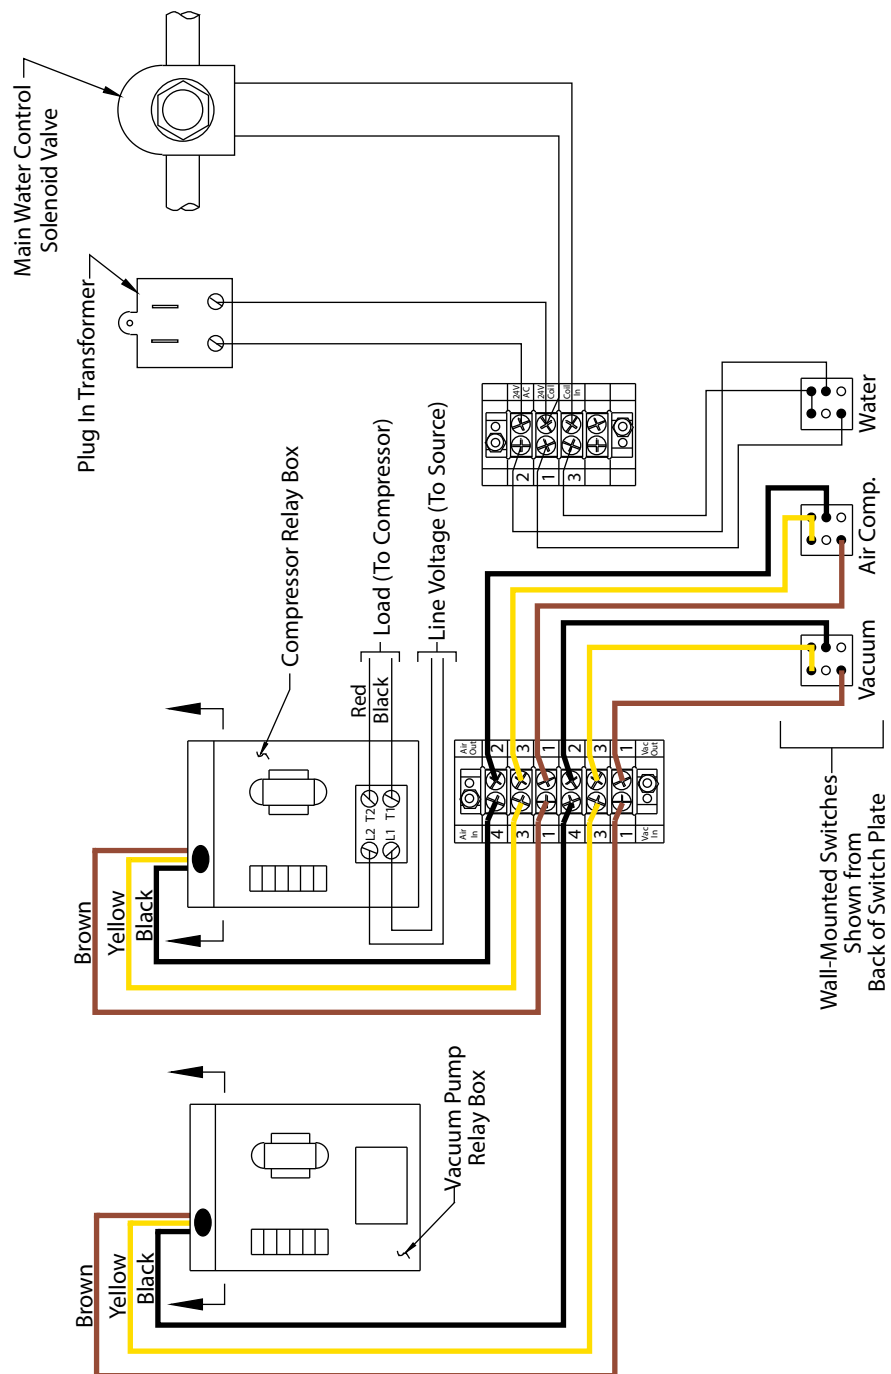 Main Water Control
Solenoid Valve
Plug In Transformer
Compressor Relay Box
Load (To Compressor)
Line Voltage (To Source)
Red
Black
L2 T2
L1 T1
Brown
Yellow
Black
Vacuum Pump
Relay Box
Brown
Yellow
Black
24V
AC
24V
Coil
Coil
In
2
1
3
Air
Out
2
3
1
2
3
1
Vac
Out
Air
In
4
3
1
4
3
1
Vac
In
Water
Air Comp.
Vacuum
Wall-Mounted Switches
Shown from
Back of Switch Plate